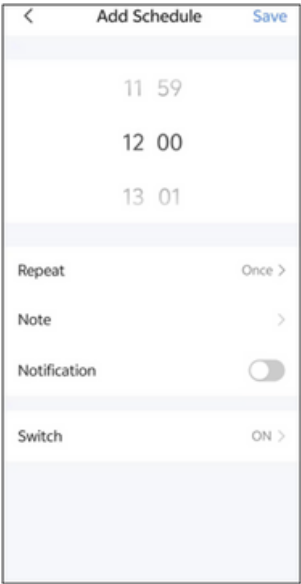 Add Schedule Save
11 59
12 00
13 01
Repeat Once
Note
Notification
Switch ON